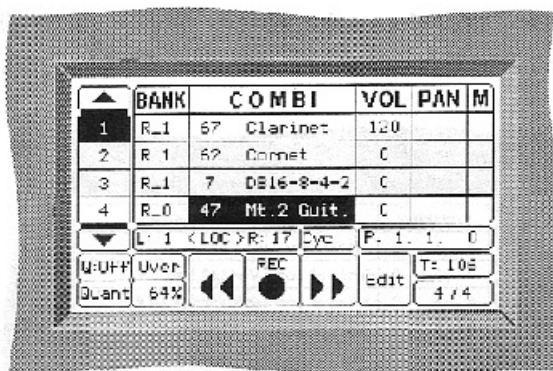 BANK COMBI VOL PAN M
1 R_1 67 Clarinet 120
2 R_1 62 Cornet 0
3 R_1 7 DB16-8-4-2 0
4 R_0 47 Mt.2 Guit. 0
L: 1 <LOC>R: 17 Cyc P. 1. 1. 0
Q:Off Over REC Edit T= 106
Quant 64% 4/4